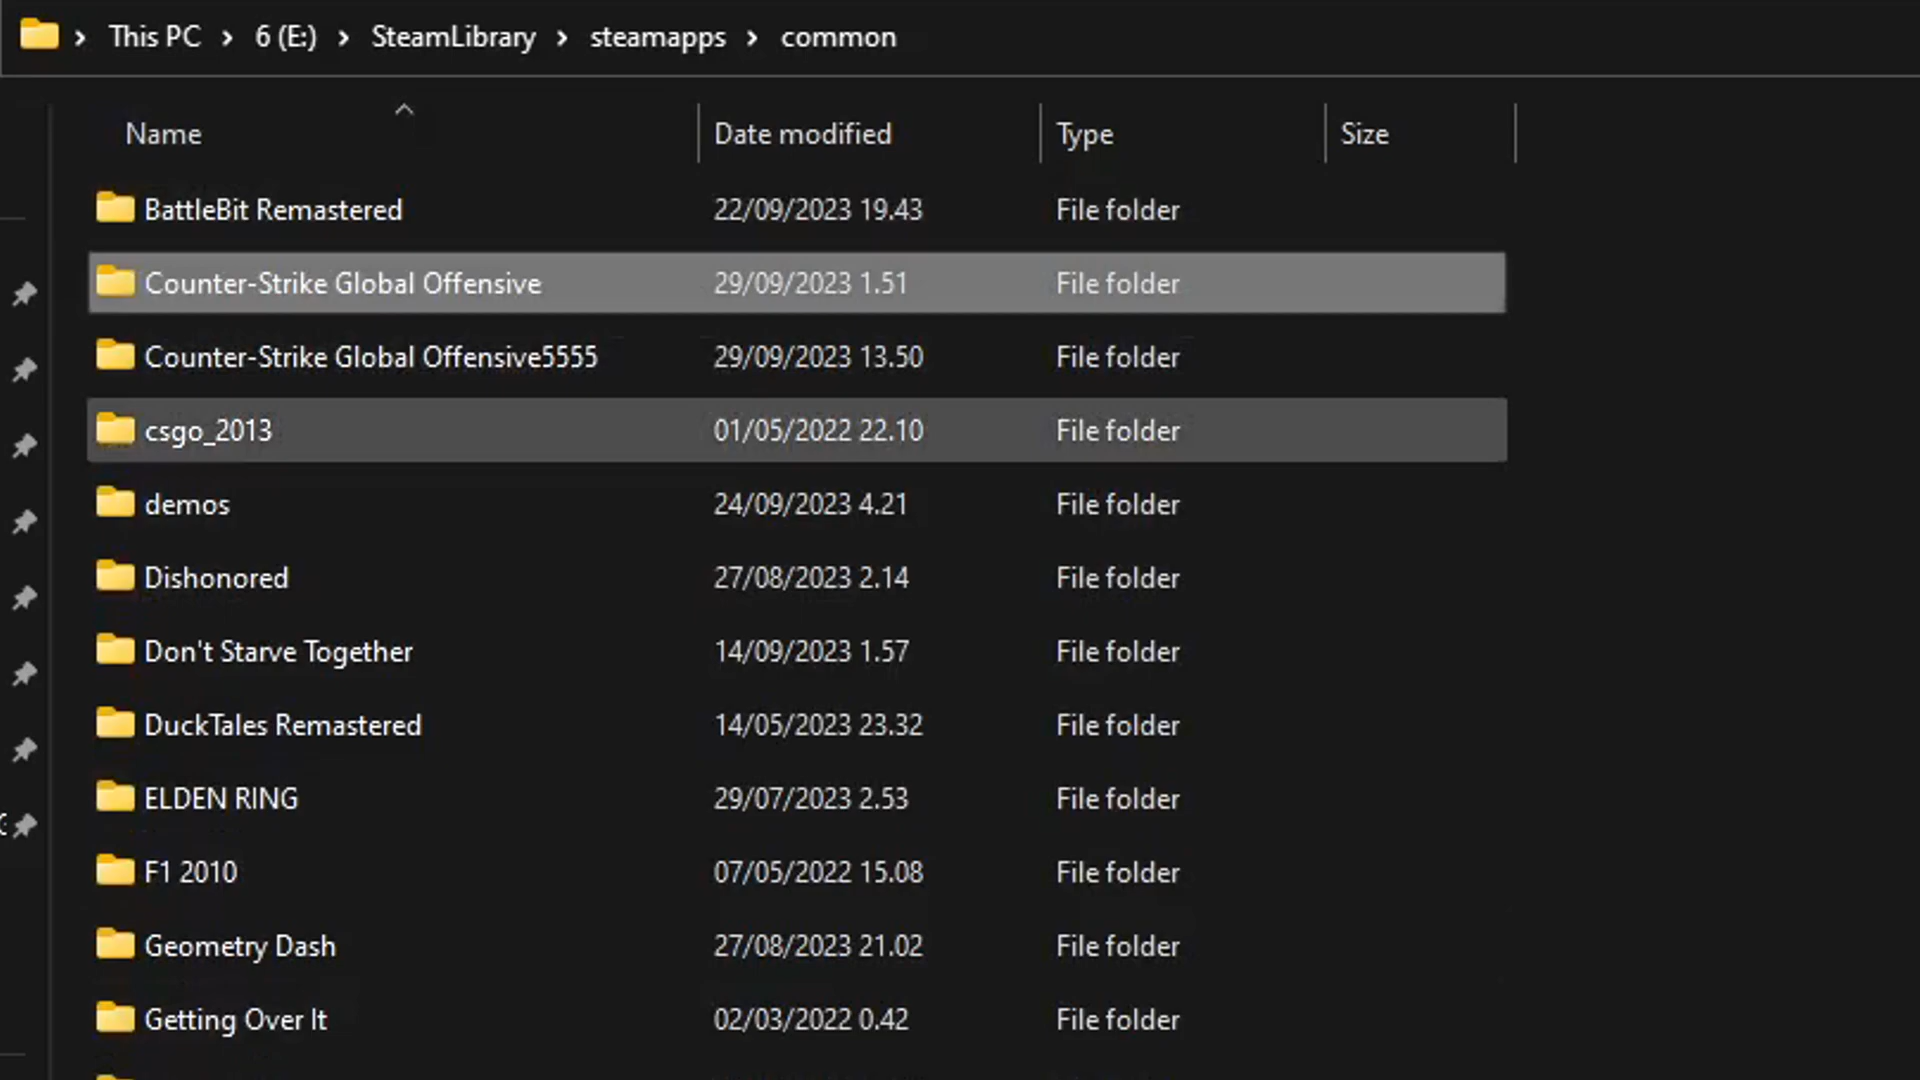 This PC > 6 (E:) > SteamLibrary > steamapps > common
Name Date modified Type Size
BattleBit Remastered 22/09/2023 19.43 File folder
Counter-Strike Global Offensive 29/09/2023 1.51 File folder
Counter-Strike Global Offensive5555 29/09/2023 13.50 File folder
csgo_2013 01/05/2022 22.10 File folder
demos 24/09/2023 4.21 File folder
Dishonored 27/08/2023 2.14 File folder
Don't Starve Together 14/09/2023 1.57 File folder
DuckTales Remastered 14/05/2023 23.32 File folder
ELDEN RING 29/07/2023 2.53 File folder
F1 2010 07/05/2022 15.08 File folder
Geometry Dash 27/08/2023 21.02 File folder
Getting Over It 02/03/2022 0.42 File folder